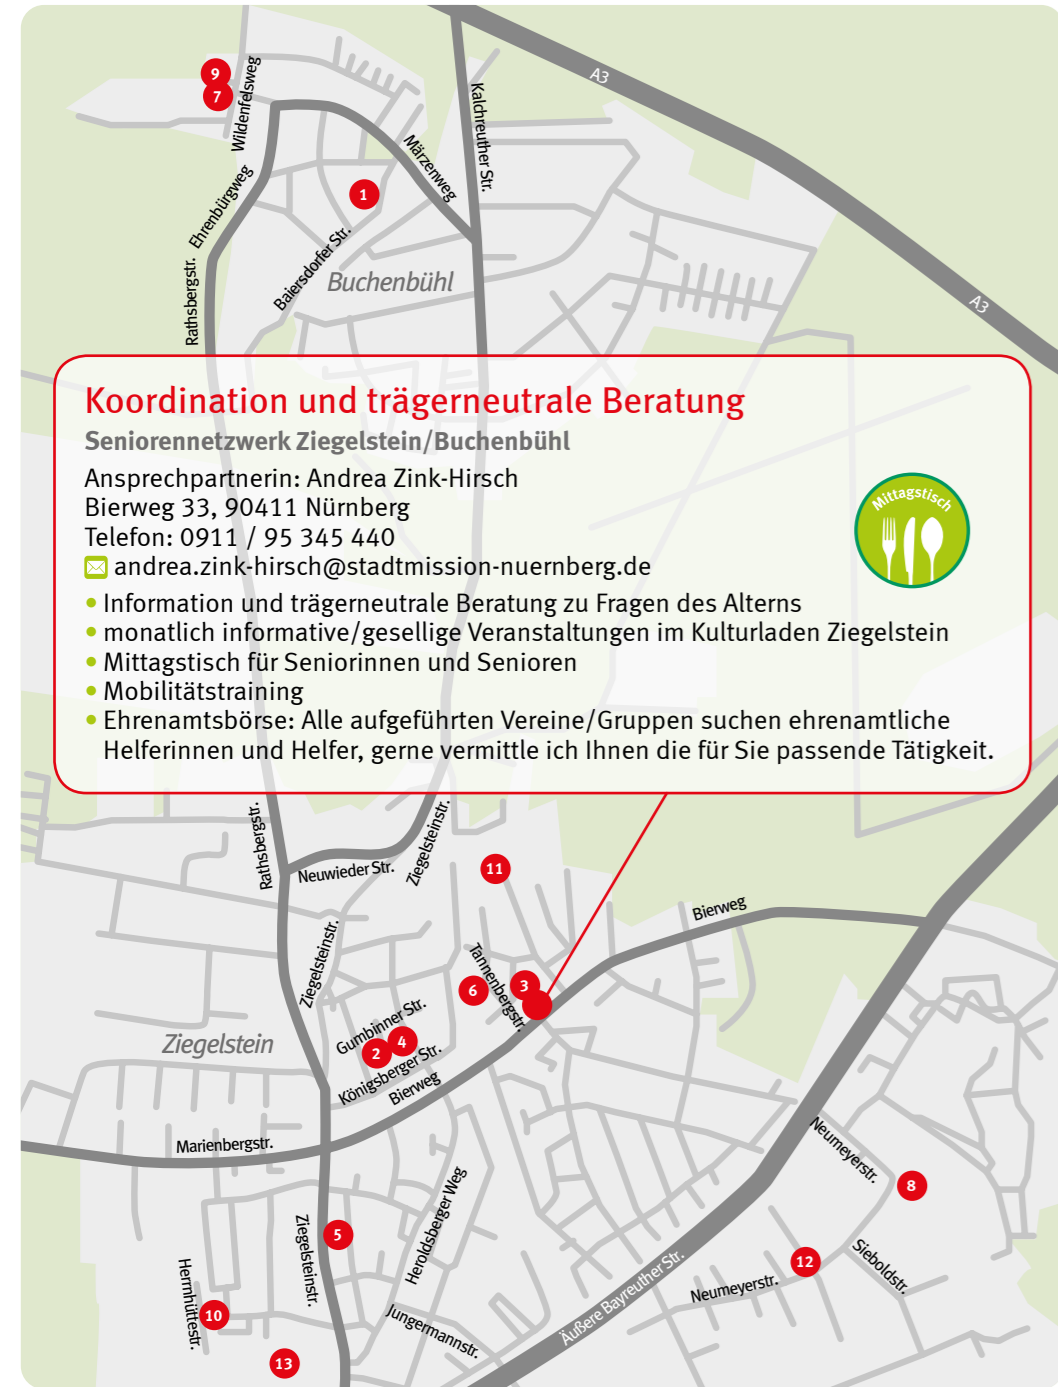 A3
9
7
Wildenfelsweg
Kalchreuther Str.
Märzenweg
1
Ehrenbürgweg
Baiersdorfer Str.
Buchenbühl
Rathsbergstr.
A3
Koordination und trägerneutrale Beratung
Seniorennetzwerk Ziegelstein/Buchenbühl
Ansprechpartnerin: Andrea Zink-Hirsch
Bierweg 33, 90411 Nürnberg
Telefon: 0911 / 95 345 440
andrea.zink-hirsch@stadtmission-nuernberg.de
Mittagstisch
• Information und trägerneutrale Beratung zu Fragen des Alterns
• monatlich informative/gesellige Veranstaltungen im Kulturladen Ziegelstein
• Mittagstisch für Seniorinnen und Senioren
• Mobilitätstraining
• Ehrenamtsbörse: Alle aufgeführten Vereine/Gruppen suchen ehrenamtliche
Helferinnen und Helfer, gerne vermittle ich Ihnen die für Sie passende Tätigkeit.
Rathsbergstr.
Neuwieder Str.
Ziegelsteinstr.
11
Bierweg
Ziegelsteinstr.
Tannenbergstr.
6
3
Gumbinner Str.
2
4
Ziegelstein
Königsberger Str.
Bierweg
Marienbergstr.
Neumeyerstr.
8
Heroldsberger Weg
Ziegelsteinstr.
5
12
Sieboldstr.
Neumeyerstr.
Äußere Bayreuther Str.
Herrnhüttestr.
10
Jungermannstr.
13